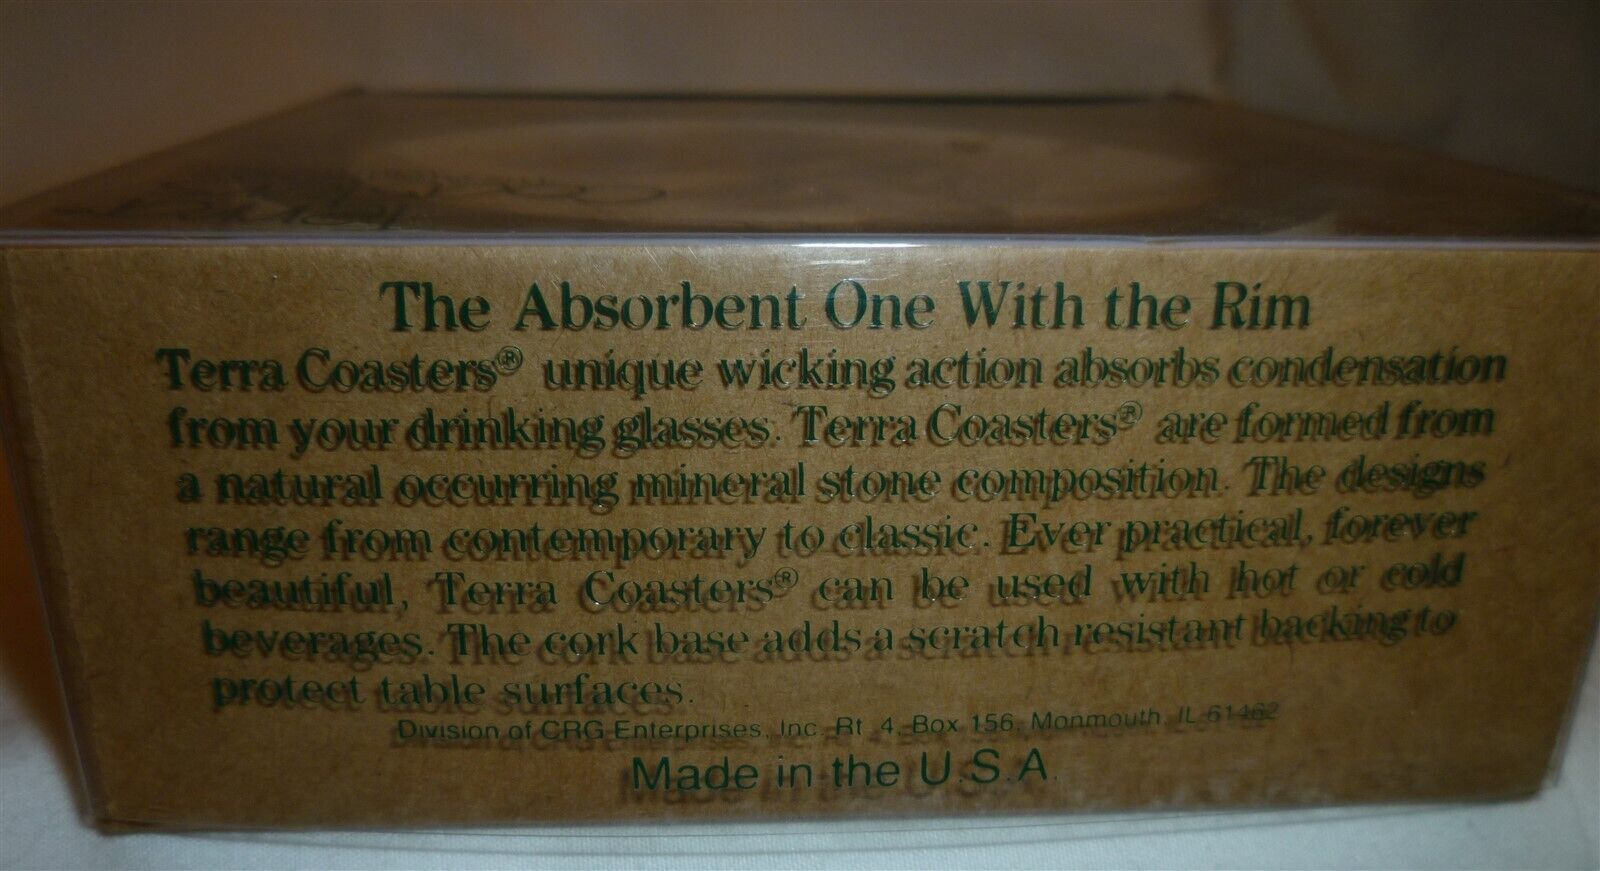 The Absorbent One With the Rim
Terra Coasters® unique wicking action absorbs condensation
from your drinking glasses. Terra Coasters® are formed from
a natural occurring mineral stone composition. The designs
range from contemporary to classic. Ever practical, forever
beautiful, Terra Coasters® can be used with hot or cold
beverages. The cork base adds a scratch resistant backing to
protect table surfaces.
Division of CRG Enterprises, Inc. Rt. 4, Box 156, Monmouth, IL 61462
Made in the U.S.A.